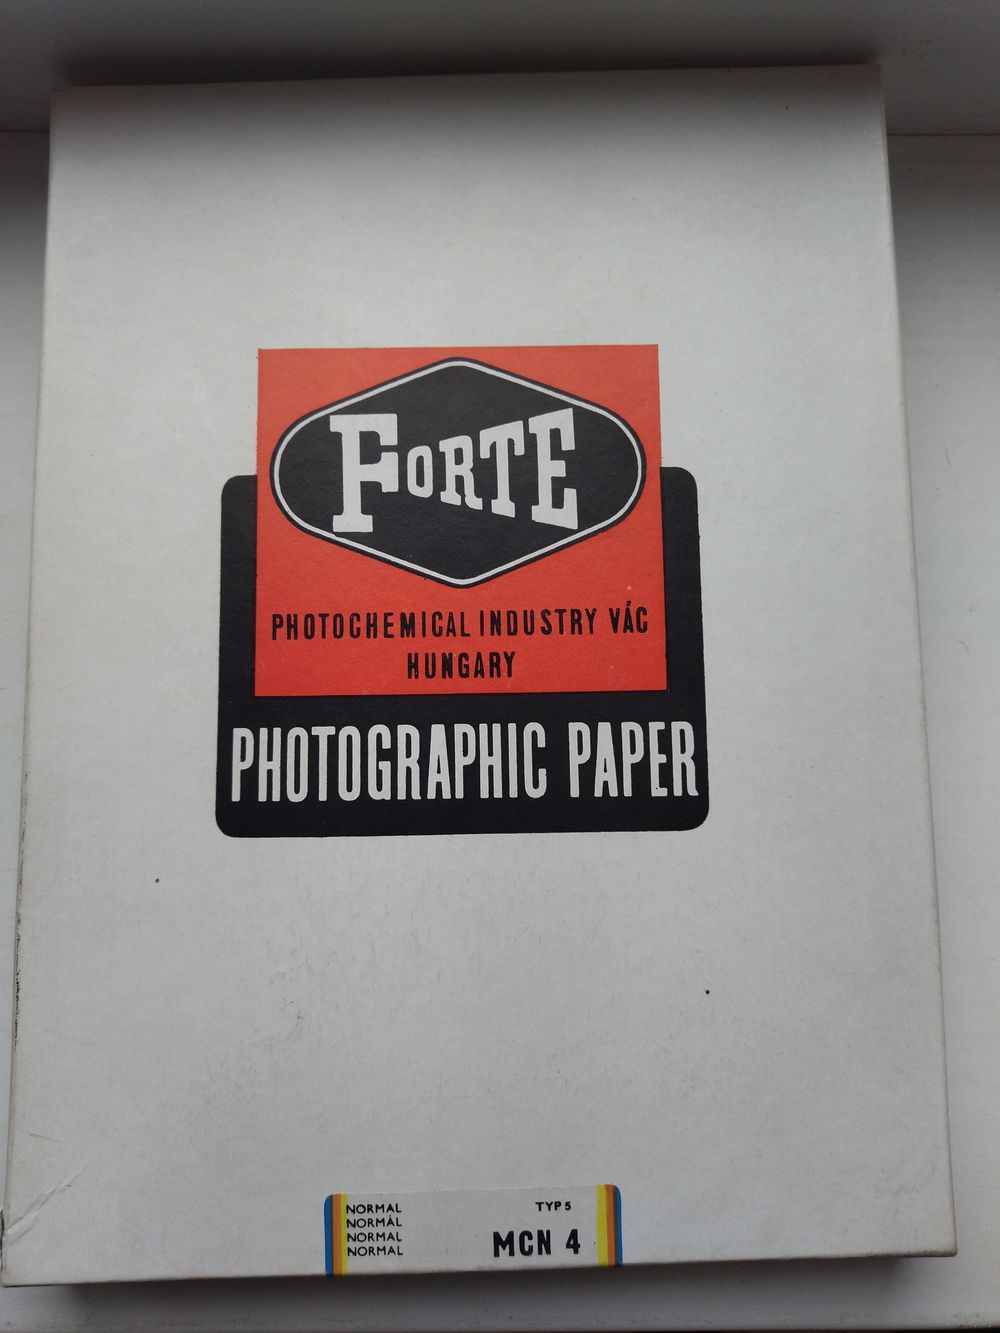 FORTE
PHOTOCHEMICAL INDUSTRY VÁC
HUNGARY
PHOTOGRAPHIC PAPER
NORMAL
NORMÁL
NORMAL
NORMAL
TYP 5
MCN 4